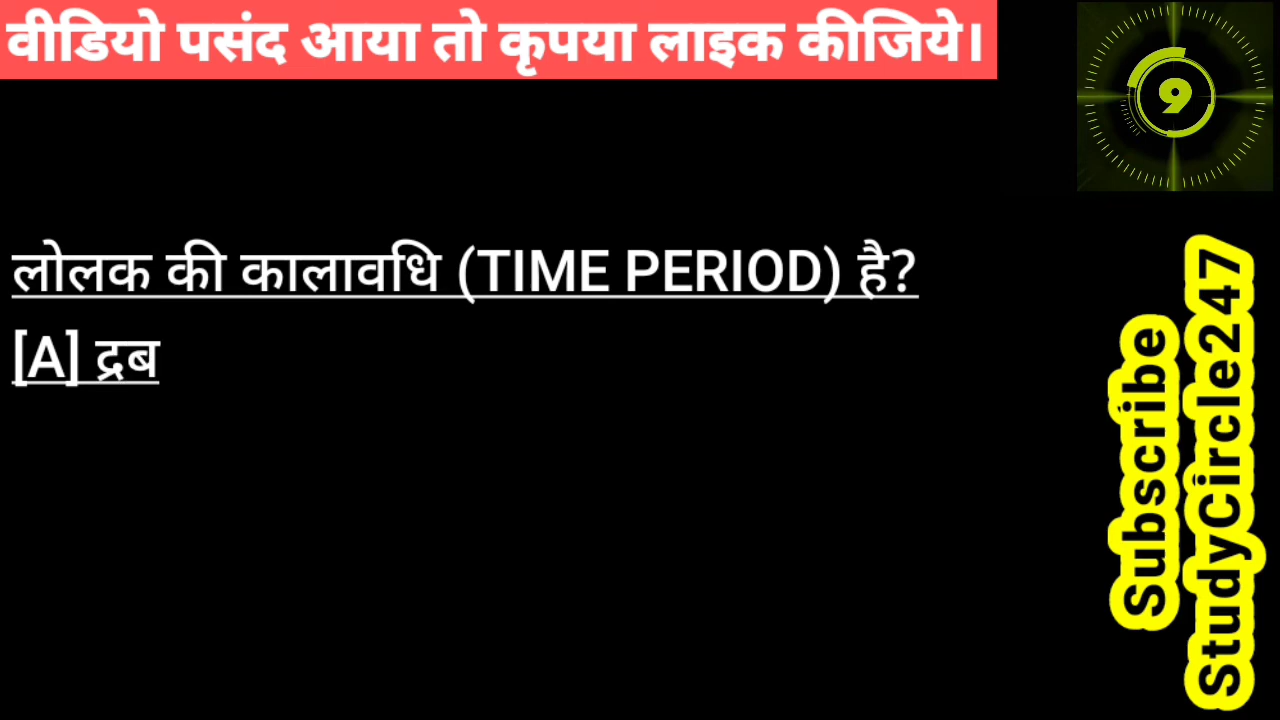 वीडियो पसंद आया तो कृपया लाइक कीजिये।
9
लोलक की कालावधि (TIME PERIOD) है?
[A] द्रब
Subscribe
StudyCircle247